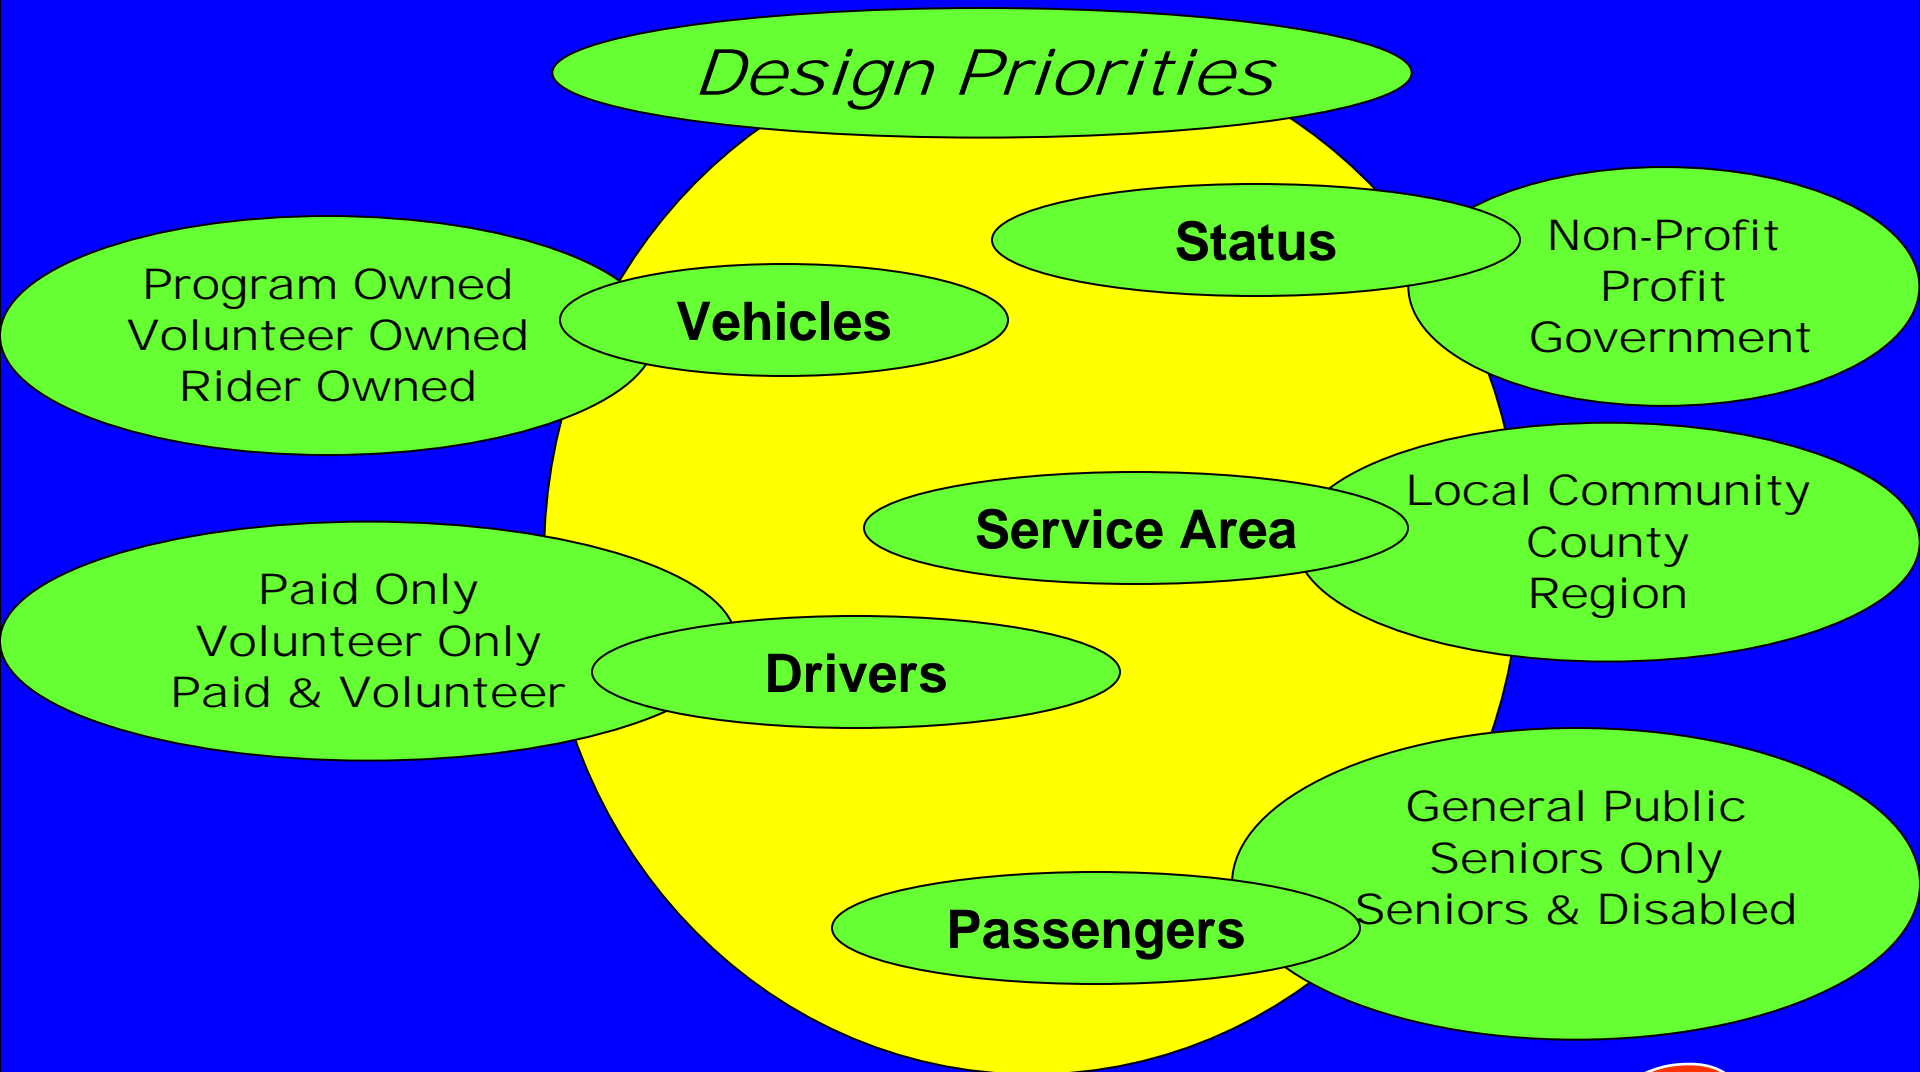 Design Priorities
Status
Non-Profit
Profit
Government
Vehicles
Program Owned
Volunteer Owned
Rider Owned
Service Area
Local Community
County
Region
Drivers
Paid Only
Volunteer Only
Paid & Volunteer
Passengers
General Public
Seniors Only
Seniors & Disabled